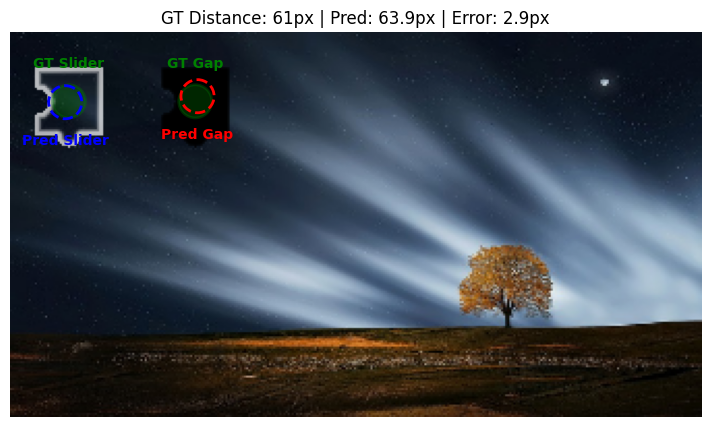 GT Distance: 61px | Pred: 63.9px | Error: 2.9px
GT Slider
GT Gap
Pred Gap
Pred Slider